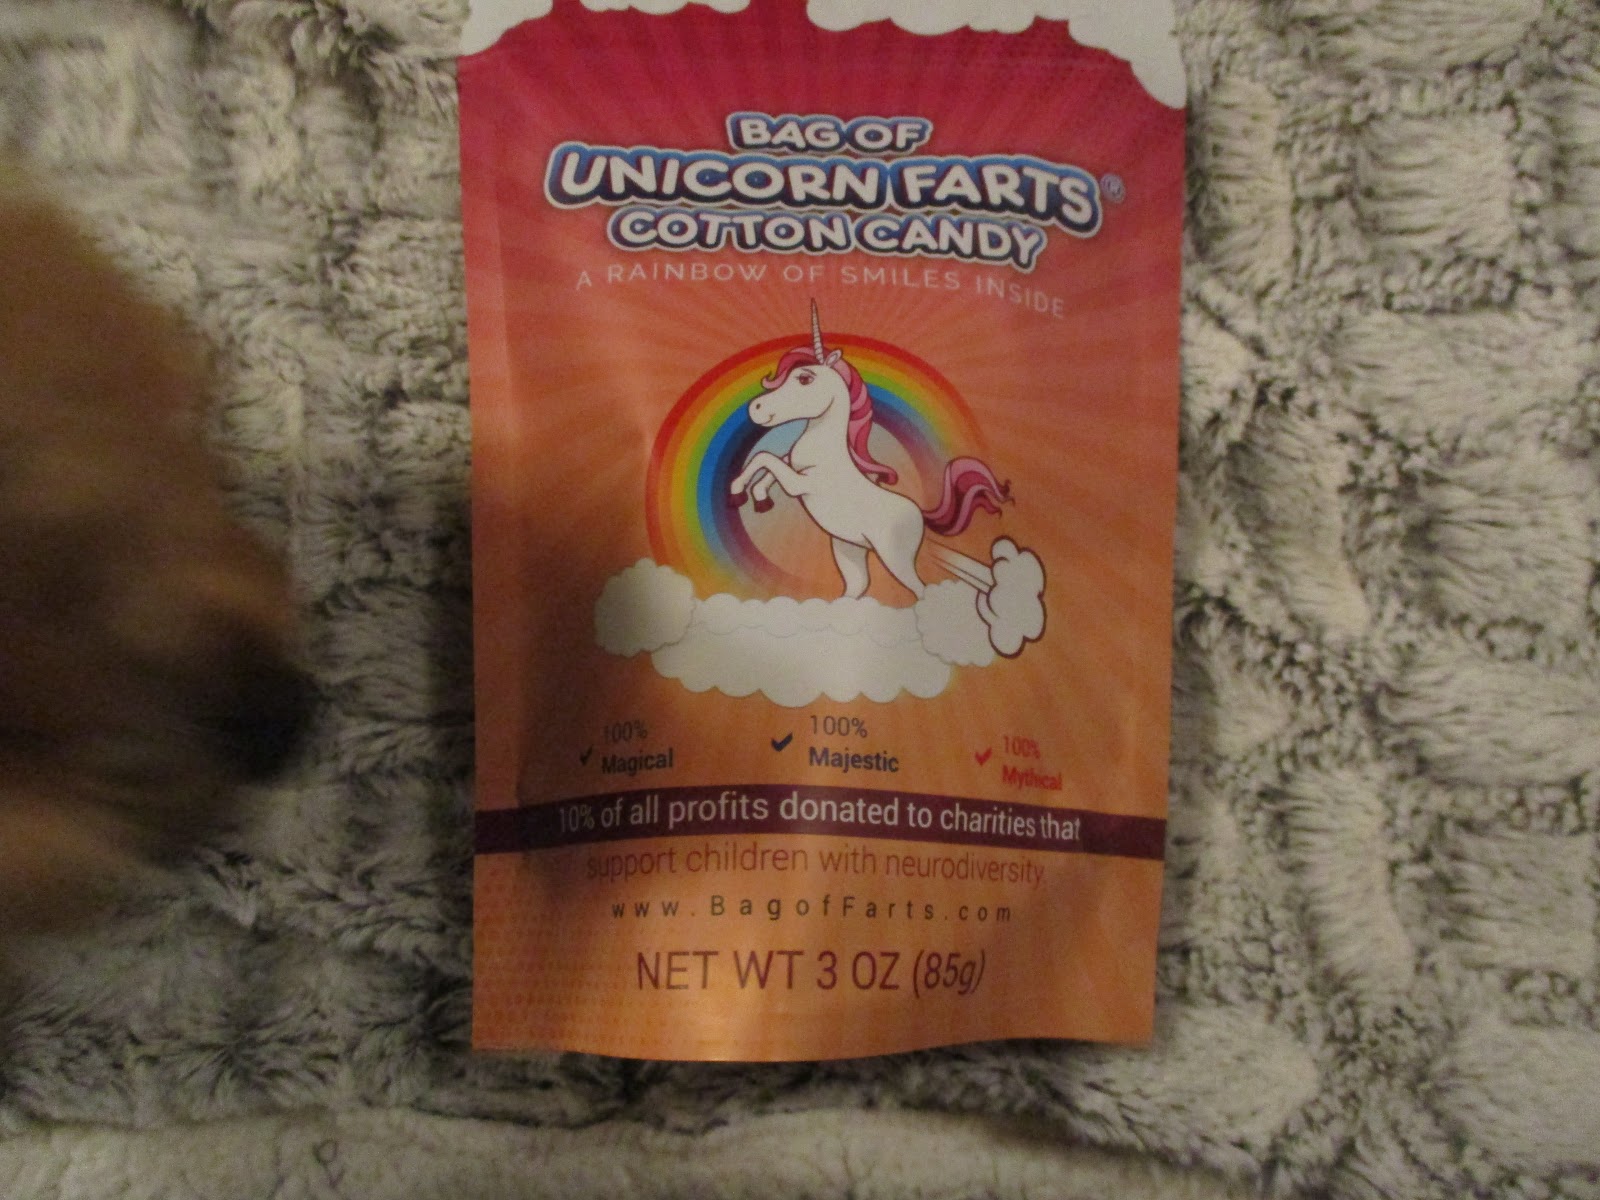 BAG OF
UNICORN FARTS®
COTTON CANDY
A RAINBOW OF SMILES INSIDE
100% Magical
100% Majestic
100% Mythical
10% of all profits donated to charities that
support children with neurodiversity.
www.BagofFarts.com
NET WT 3 OZ (85g)